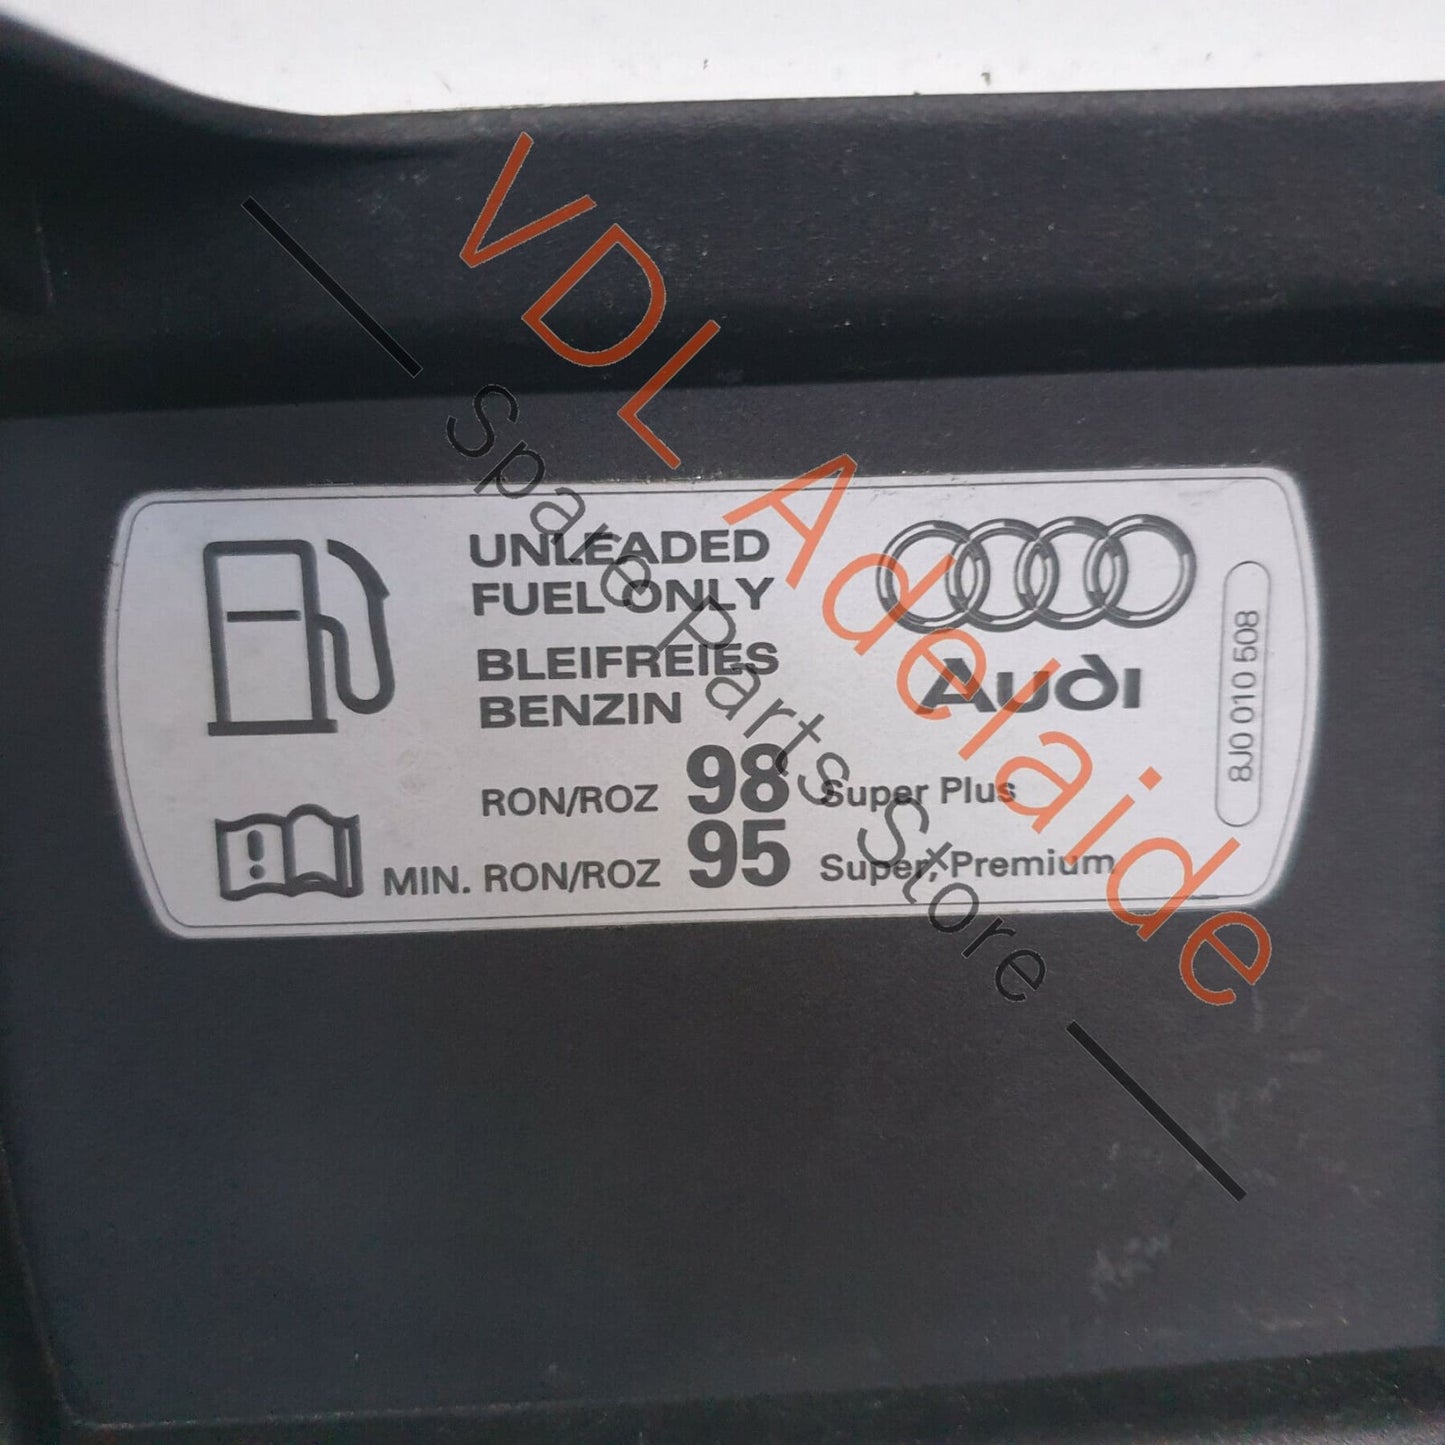 VDL Adelaide
Spare Parts Store
UNLEADED
FUEL ONLY
BLEIFREIES
BENZIN
RON/ROZ 98 Super Plus
MIN. RON/ROZ 95 Super, Premium
Audi
8J0 010 508